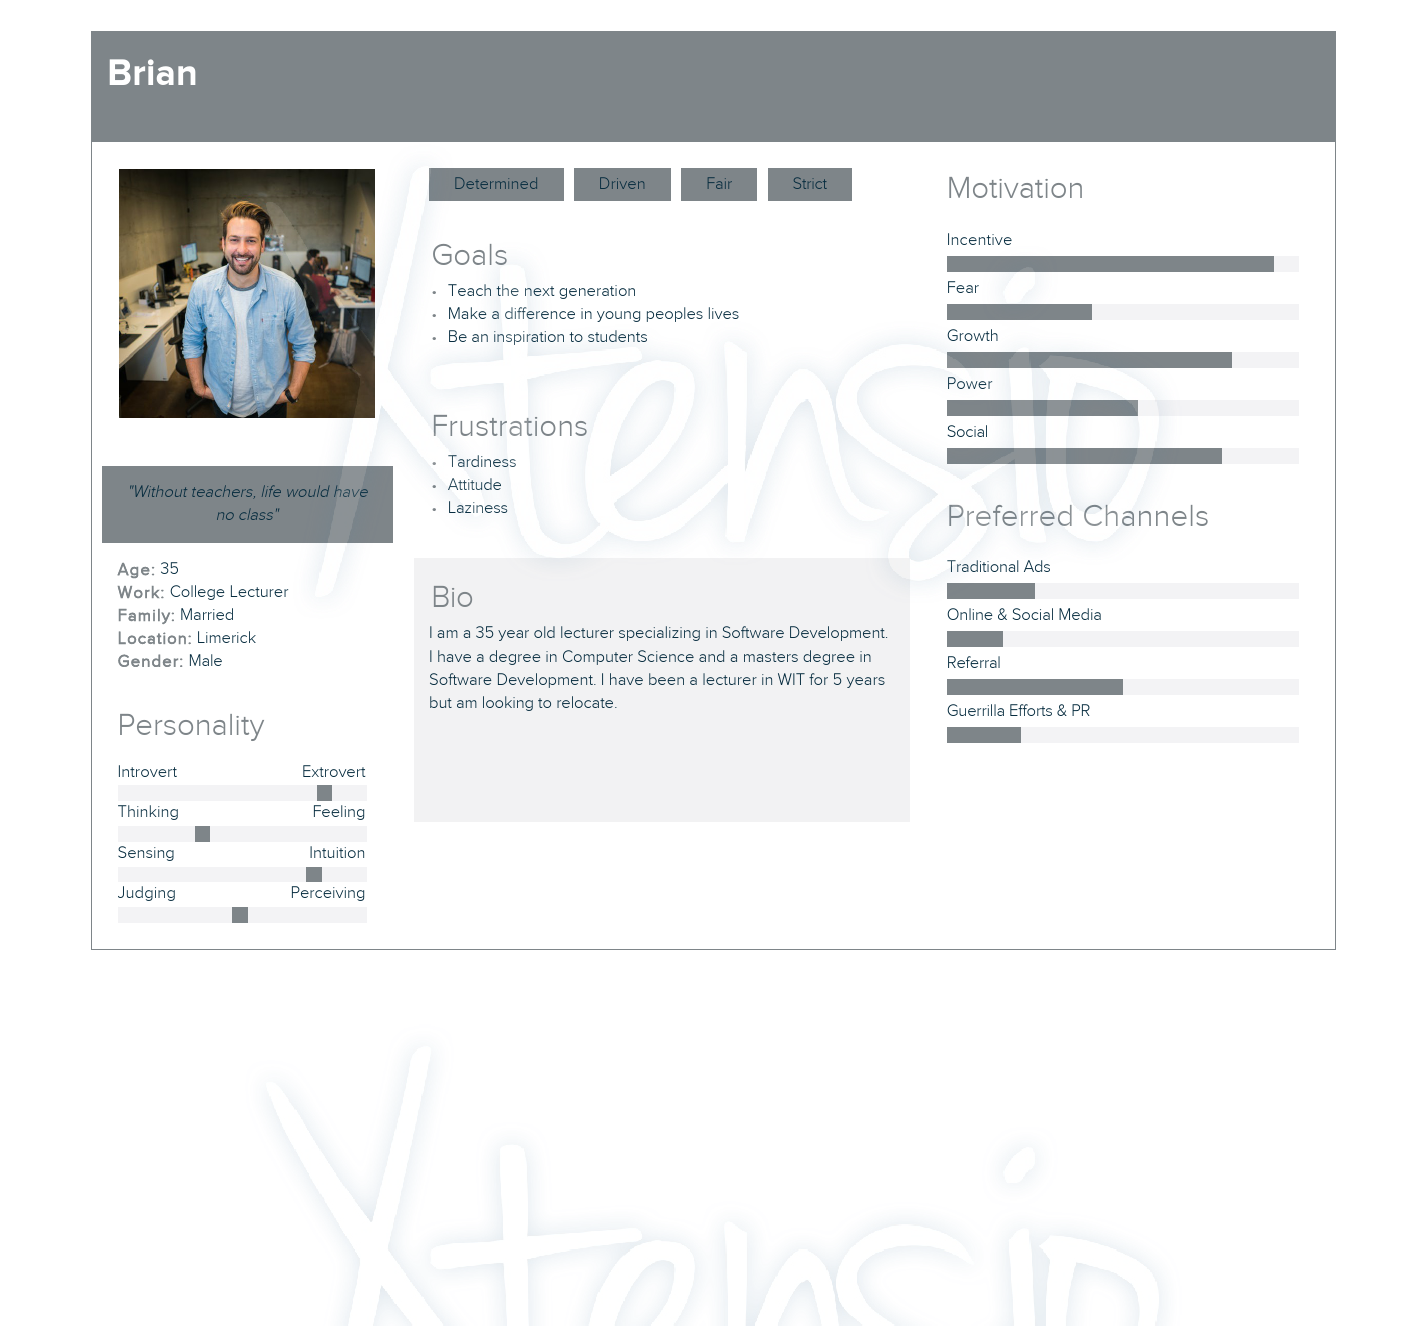 Brian
Determined
Driven
Fair
Strict
Goals
• Teach the next generation
• Make a difference in young peoples lives
• Be an inspiration to students
Frustrations
• Tardiness
• Attitude
• Laziness
"Without teachers, life would have
no class"
Age: 35
Work: College Lecturer
Family: Married
Location: Limerick
Gender: Male
Personality
Introvert Extrovert
Thinking Feeling
Sensing Intuition
Judging Perceiving
Bio
I am a 35 year old lecturer specializing in Software Development.
I have a degree in Computer Science and a masters degree in
Software Development. I have been a lecturer in WIT for 5 years
but am looking to relocate.
Motivation
Incentive
Fear
Growth
Power
Social
Preferred Channels
Traditional Ads
Online & Social Media
Referral
Guerrilla Efforts & PR
Xtensio
Xtensio